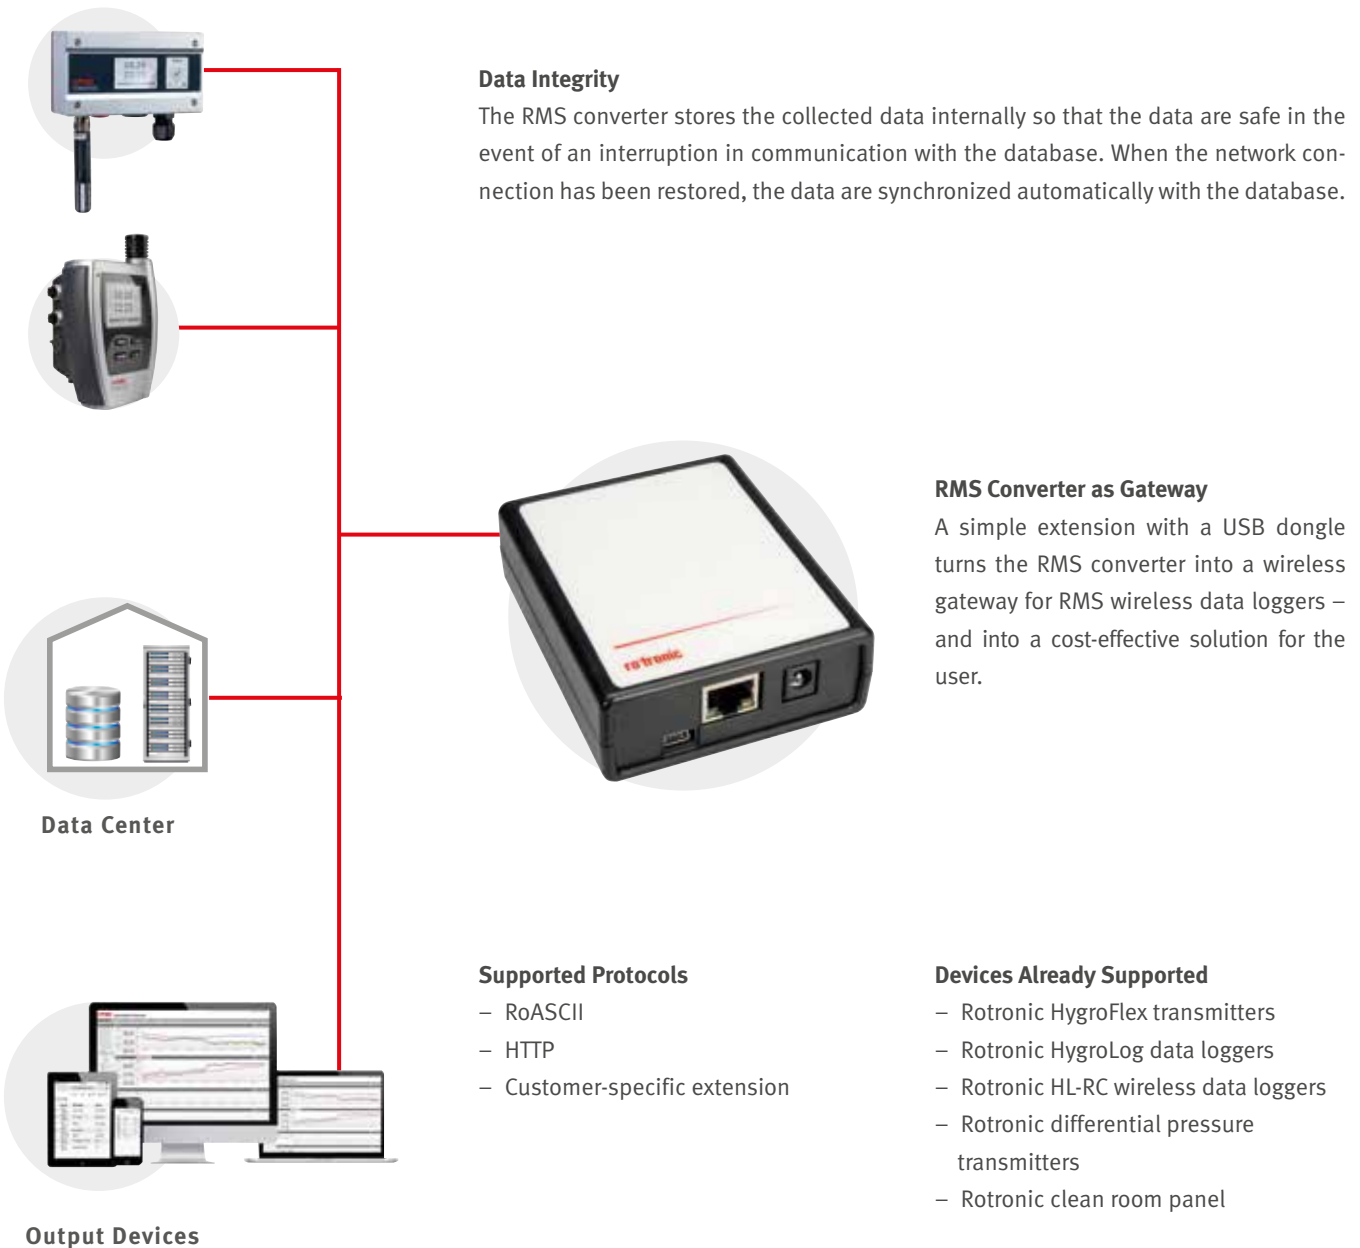 Data Integrity
The RMS converter stores the collected data internally so that the data are safe in the
event of an interruption in communication with the database. When the network con-
nection has been restored, the data are synchronized automatically with the database.
RMS Converter as Gateway
A simple extension with a USB dongle
turns the RMS converter into a wireless
gateway for RMS wireless data loggers –
and into a cost-effective solution for the
user.
rotronic
Data Center
Supported Protocols
– RoASCII
– HTTP
– Customer-specific extension
Devices Already Supported
– Rotronic HygroFlex transmitters
– Rotronic HygroLog data loggers
– Rotronic HL-RC wireless data loggers
– Rotronic differential pressure
transmitters
– Rotronic clean room panel
Output Devices